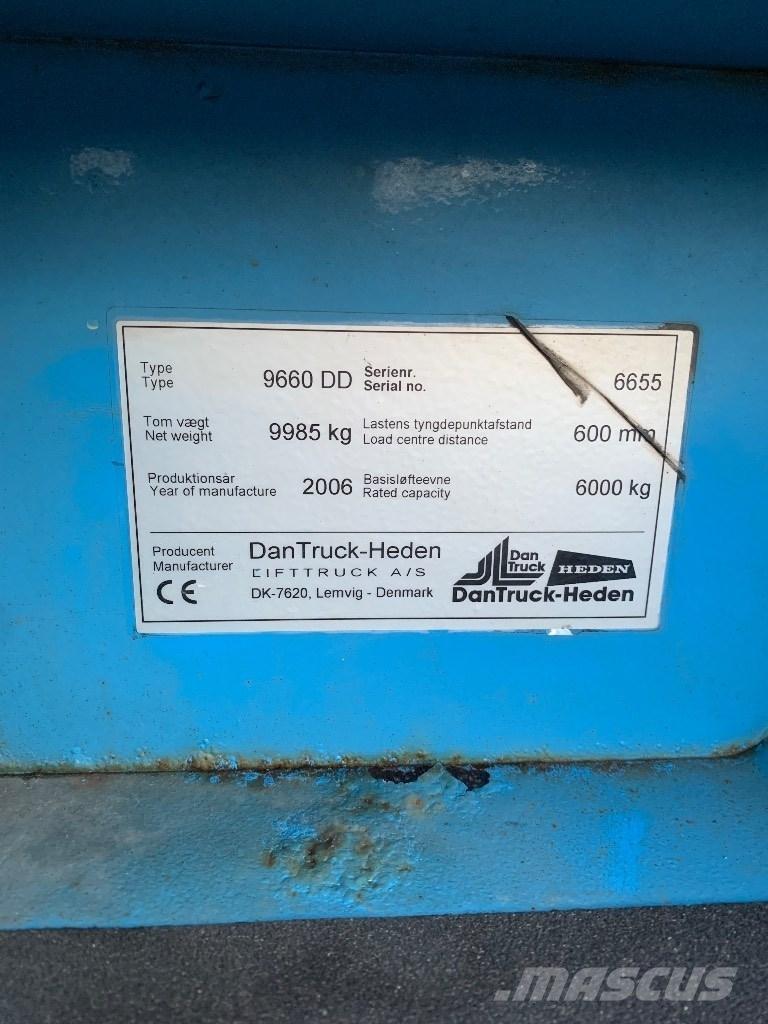 Type 9660 DD Serienr. 6655
Type Serial no.
Tom vægt 9985 kg Lastens tyngdepunktafstand 600 mm
Net weight Load centre distance
Produktionsår 2006 Basisløfteevne 6000 kg
Year of manufacture Rated capacity
Producent DanTruck-Heden
Manufacturer LIFTTRUCK A/S
CE DK-7620, Lemvig - Denmark
Dan
Truck HEDEN
DanTruck-Heden
MASCUS